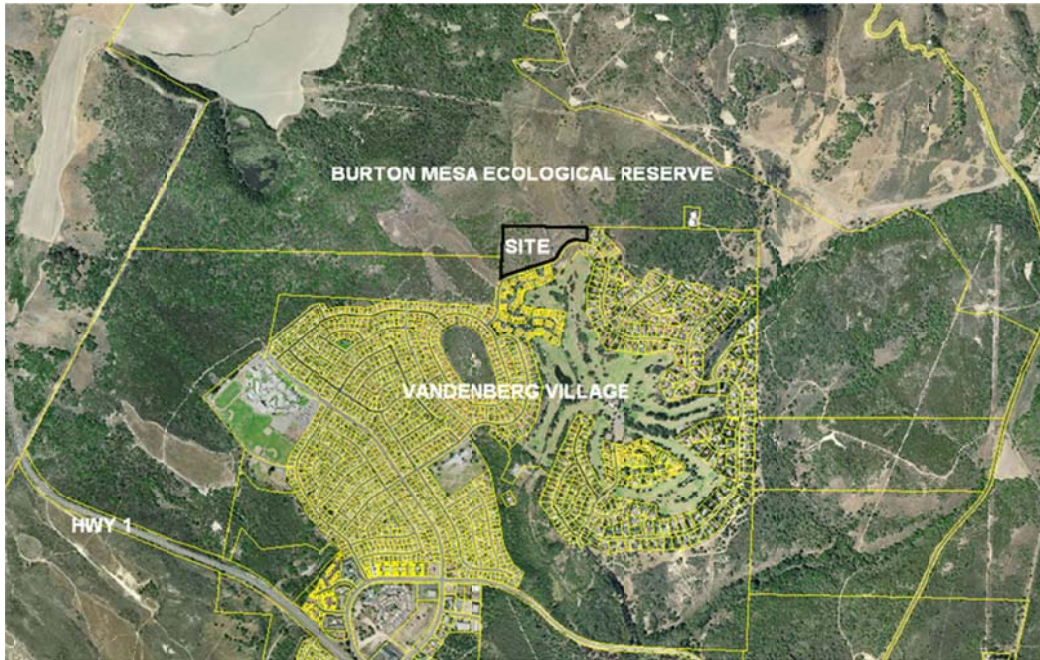 BURTON MESA ECOLOGICAL RESERVE
SITE
VANDENBERG VILLAGE
HWY 1